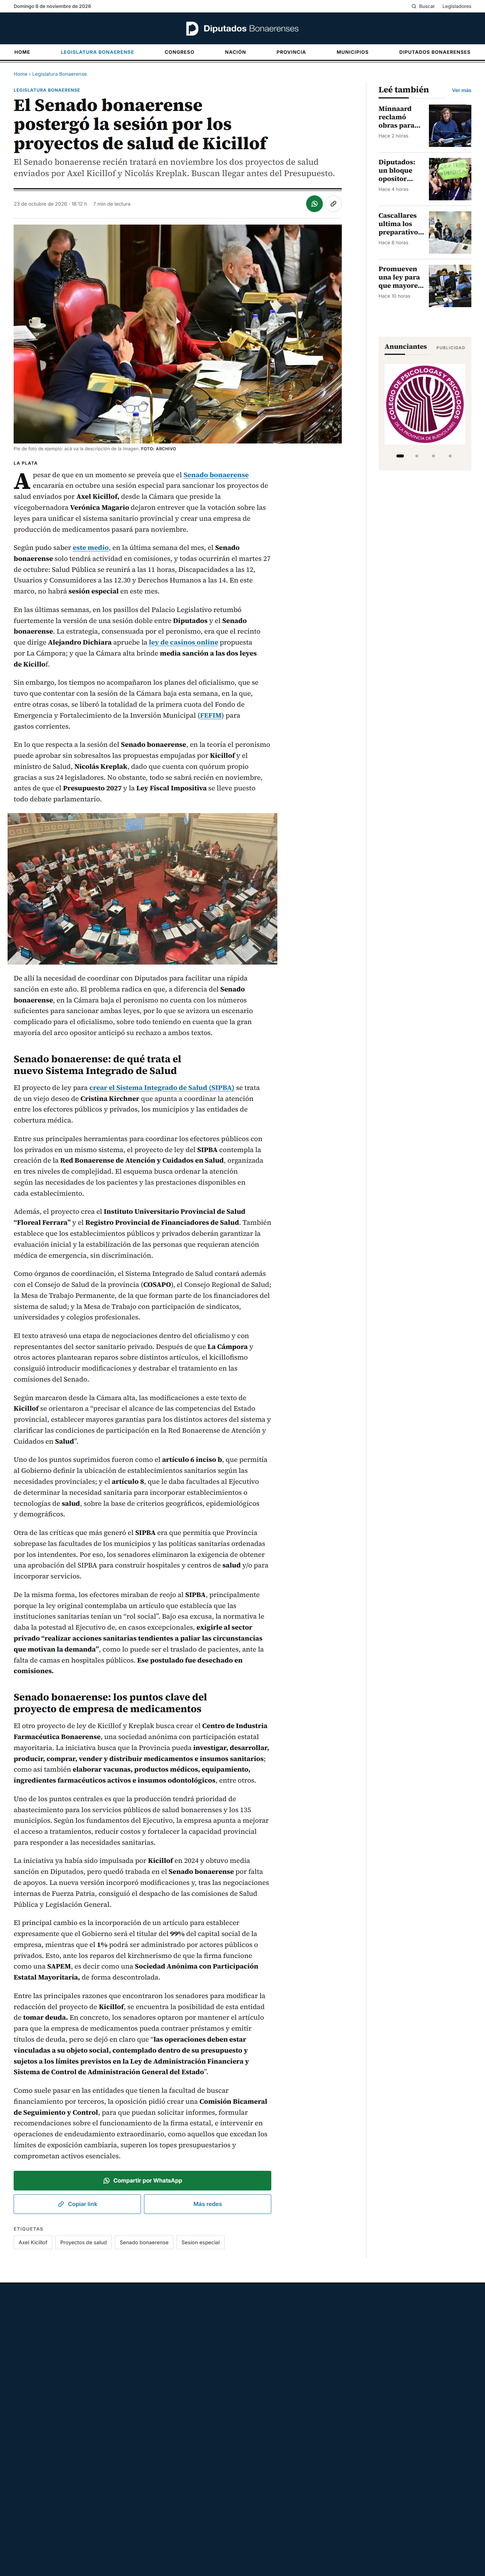 Domingo 8 de noviembre de 2026
Buscar Legisladores
Diputados Bonaerenses
HOME LEGISLATURA BONAERENSE CONGRESO NACIÓN PROVINCIA MUNICIPIOS DIPUTADOS BONAERENSES
Home › Legislatura Bonaerense
LEGISLATURA BONAERENSE
El Senado bonaerense
postergó la sesión por los
proyectos de salud de Kicillof
El Senado bonaerense recién tratará en noviembre los dos proyectos de salud
enviados por Axel Kicillof y Nicolás Kreplak. Buscan llegar antes del Presupuesto.
23 de octubre de 2026 · 18:12 h 7 min de lectura
Pie de foto de ejemplo: acá va la descripción de la imagen. FOTO: ARCHIVO
LA PLATA
A pesar de que en un momento se preveía que el Senado bonaerense
encararía en octubre una sesión especial para sancionar los proyectos de
salud enviados por Axel Kicillof, desde la Cámara que preside la
vicegobernadora Verónica Magario dejaron entrever que la votación sobre las
leyes para unificar el sistema sanitario provincial y crear una empresa de
producción de medicamentos pasará para noviembre.
Según pudo saber este medio, en la última semana del mes, el Senado
bonaerense solo tendrá actividad en comisiones, y todas ocurrirán el martes 27
de octubre: Salud Pública se reunirá a las 11 horas, Discapacidades a las 12,
Usuarios y Consumidores a las 12.30 y Derechos Humanos a las 14. En este
marco, no habrá sesión especial en este mes.
En las últimas semanas, en los pasillos del Palacio Legislativo retumbó
fuertemente la versión de una sesión doble entre Diputados y el Senado
bonaerense. La estrategia, consensuada por el peronismo, era que el recinto
que dirige Alejandro Dichiara apruebe la ley de casinos online propuesta
por La Cámpora; y que la Cámara alta brinde media sanción a las dos leyes
de Kicillof.
Sin embargo, los tiempos no acompañaron los planes del oficialismo, que se
tuvo que contentar con la sesión de la Cámara baja esta semana, en la que,
entre otras cosas, se liberó la totalidad de la primera cuota del Fondo de
Emergencia y Fortalecimiento de la Inversión Municipal (FEFIM) para
gastos corrientes.
En lo que respecta a la sesión del Senado bonaerense, en la teoría el peronismo
puede aprobar sin sobresaltos las propuestas empujadas por Kicillof y el
ministro de Salud, Nicolás Kreplak, dado que cuenta con quórun propio
gracias a sus 24 legisladores. No obstante, todo se sabrá recién en noviembre,
antes de que el Presupuesto 2027 y la Ley Fiscal Impositiva se lleve puesto
todo debate parlamentario.
De allí la necesidad de coordinar con Diputados para facilitar una rápida
sanción en este año. El problema radica en que, a diferencia del Senado
bonaerense, en la Cámara baja el peronismo no cuenta con los números
suficientes para sancionar ambas leyes, por lo que se avizora un escenario
complicado para el oficialismo, sobre todo teniendo en cuenta que la gran
mayoría del arco opositor anticipó su rechazo a ambos textos.
Senado bonaerense: de qué trata el
nuevo Sistema Integrado de Salud
El proyecto de ley para crear el Sistema Integrado de Salud (SIPBA) se trata
de un viejo deseo de Cristina Kirchner que apunta a coordinar la atención
entre los efectores públicos y privados, los municipios y las entidades de
cobertura médica.
Entre sus principales herramientas para coordinar los efectores públicos con
los privados en un mismo sistema, el proyecto de ley del SIPBA contempla la
creación de la Red Bonaerense de Atención y Cuidados en Salud, organizada
en tres niveles de complejidad. El esquema busca ordenar la atención
según las necesidades de los pacientes y las prestaciones disponibles en
cada establecimiento.
Además, el proyecto crea el Instituto Universitario Provincial de Salud
“Floreal Ferrara” y el Registro Provincial de Financiadores de Salud. También
establece que los establecimientos públicos y privados deberán garantizar la
evaluación inicial y la estabilización de las personas que requieran atención
médica de emergencia, sin discriminación.
Como órganos de coordinación, el Sistema Integrado de Salud contará además
con el Consejo de Salud de la provincia (COSAPO), el Consejo Regional de Salud;
la Mesa de Trabajo Permanente, de la que forman parte de los financiadores del
sistema de salud; y la Mesa de Trabajo con participación de sindicatos,
universidades y colegios profesionales.
El texto atravesó una etapa de negociaciones dentro del oficialismo y con
representantes del sector sanitario privado. Después de que La Cámpora y
otros actores plantearan reparos sobre distintos artículos, el kicillofismo
consiguió introducir modificaciones y destrabar el tratamiento en las
comisiones del Senado.
Según marcaron desde la Cámara alta, las modificaciones a este texto de
Kicillof se orientaron a “precisar el alcance de las competencias del Estado
provincial, establecer mayores garantías para los distintos actores del sistema y
clarificar las condiciones de participación en la Red Bonaerense de Atención y
Cuidados en Salud”.
Uno de los puntos suprimidos fueron como el artículo 6 inciso b, que permitía
al Gobierno definir la ubicación de establecimientos sanitarios según las
necesidades provinciales; y el artículo 8, que le daba facultades al Ejecutivo
de determinar la necesidad sanitaria para incorporar establecimientos o
tecnologías de salud, sobre la base de criterios geográficos, epidemiológicos
y demográficos.
Otra de las críticas que más generó el SIPBA era que permitía que Provincia
sobrepase las facultades de los municipios y las políticas sanitarias ordenadas
por los intendentes. Por eso, los senadores eliminaron la exigencia de obtener
una aprobación del SIPBA para construir hospitales y centros de salud y/o para
incorporar servicios.
De la misma forma, los efectores miraban de reojo al SIPBA, principalmente
porque la ley original contemplaba un artículo que establecía que las
instituciones sanitarias tenían un “rol social”. Bajo esa excusa, la normativa le
daba la potestad al Ejecutivo de, en casos excepcionales, exigirle al sector
privado “realizar acciones sanitarias tendientes a paliar las circunstancias
que motivan la demanda”, como lo puede ser el traslado de pacientes, ante la
falta de camas en hospitales públicos. Ese postulado fue desechado en
comisiones.
Senado bonaerense: los puntos clave del
proyecto de empresa de medicamentos
El otro proyecto de ley de Kicillof y Kreplak busca crear el Centro de Industria
Farmacéutica Bonaerense, una sociedad anónima con participación estatal
mayoritaria. La iniciativa busca que la Provincia pueda investigar, desarrollar,
producir, comprar, vender y distribuir medicamentos e insumos sanitarios;
como así también elaborar vacunas, productos médicos, equipamiento,
ingredientes farmacéuticos activos e insumos odontológicos, entre otros.
Uno de los puntos centrales es que la producción tendrá prioridad de
abastecimiento para los servicios públicos de salud bonaerenses y los 135
municipios. Según los fundamentos del Ejecutivo, la empresa apunta a mejorar
el acceso a tratamientos, reducir costos y fortalecer la capacidad provincial
para responder a las necesidades sanitarias.
La iniciativa ya había sido impulsada por Kicillof en 2024 y obtuvo media
sanción en Diputados, pero quedó trabada en el Senado bonaerense por falta
de apoyos. La nueva versión incorporó modificaciones y, tras las negociaciones
internas de Fuerza Patria, consiguió el despacho de las comisiones de Salud
Pública y Legislación General.
El principal cambio es la incorporación de un artículo para establecer
expresamente que el Gobierno será el titular del 99% del capital social de la
empresa, mientras que el 1% podrá ser administrado por actores públicos o
privados. Esto, ante los reparos del kirchnerismo de que la firma funcione
como una SAPEM, es decir como una Sociedad Anónima con Participación
Estatal Mayoritaria, de forma descontrolada.
Entre las principales razones que encontraron los senadores para modificar la
redacción del proyecto de Kicillof, se encuentra la posibilidad de esta entidad
de tomar deuda. En concreto, los senadores optaron por mantener el artículo
para que la empresa de medicamentos pueda contraer préstamos y emitir
títulos de deuda, pero se dejó en claro que “las operaciones deben estar
vinculadas a su objeto social, contemplado dentro de su presupuesto y
sujetos a los límites previstos en la Ley de Administración Financiera y
Sistema de Control de Administración General del Estado”.
Como suele pasar en las entidades que tienen la facultad de buscar
financiamiento por terceros, la oposición pidió crear una Comisión Bicameral
de Seguimiento y Control, para que puedan solicitar informes, formular
recomendaciones sobre el funcionamiento de la firma estatal, e intervenir en
operaciones de endeudamiento extraordinario, como aquellos que excedan los
límites de exposición cambiaria, superen los topes presupuestarios y
comprometan activos esenciales.
Compartir por WhatsApp
Copiar link Más redes
ETIQUETAS
Axel Kicillof Proyectos de salud Senado bonaerense Sesion especial
Leé también Ver más
Minnaard
reclamó
obras para...
Hace 2 horas
Diputados:
un bloque
opositor...
Hace 4 horas
Cascallares
ultima los
preparativo...
Hace 6 horas
Promueven
una ley para
que mayore...
Hace 10 horas
Anunciantes PUBLICIDAD
COLEGIO DE PSICOLOGAS Y PSICOLOGOS
DE LA PROVINCIA DE BUENOS AIRES